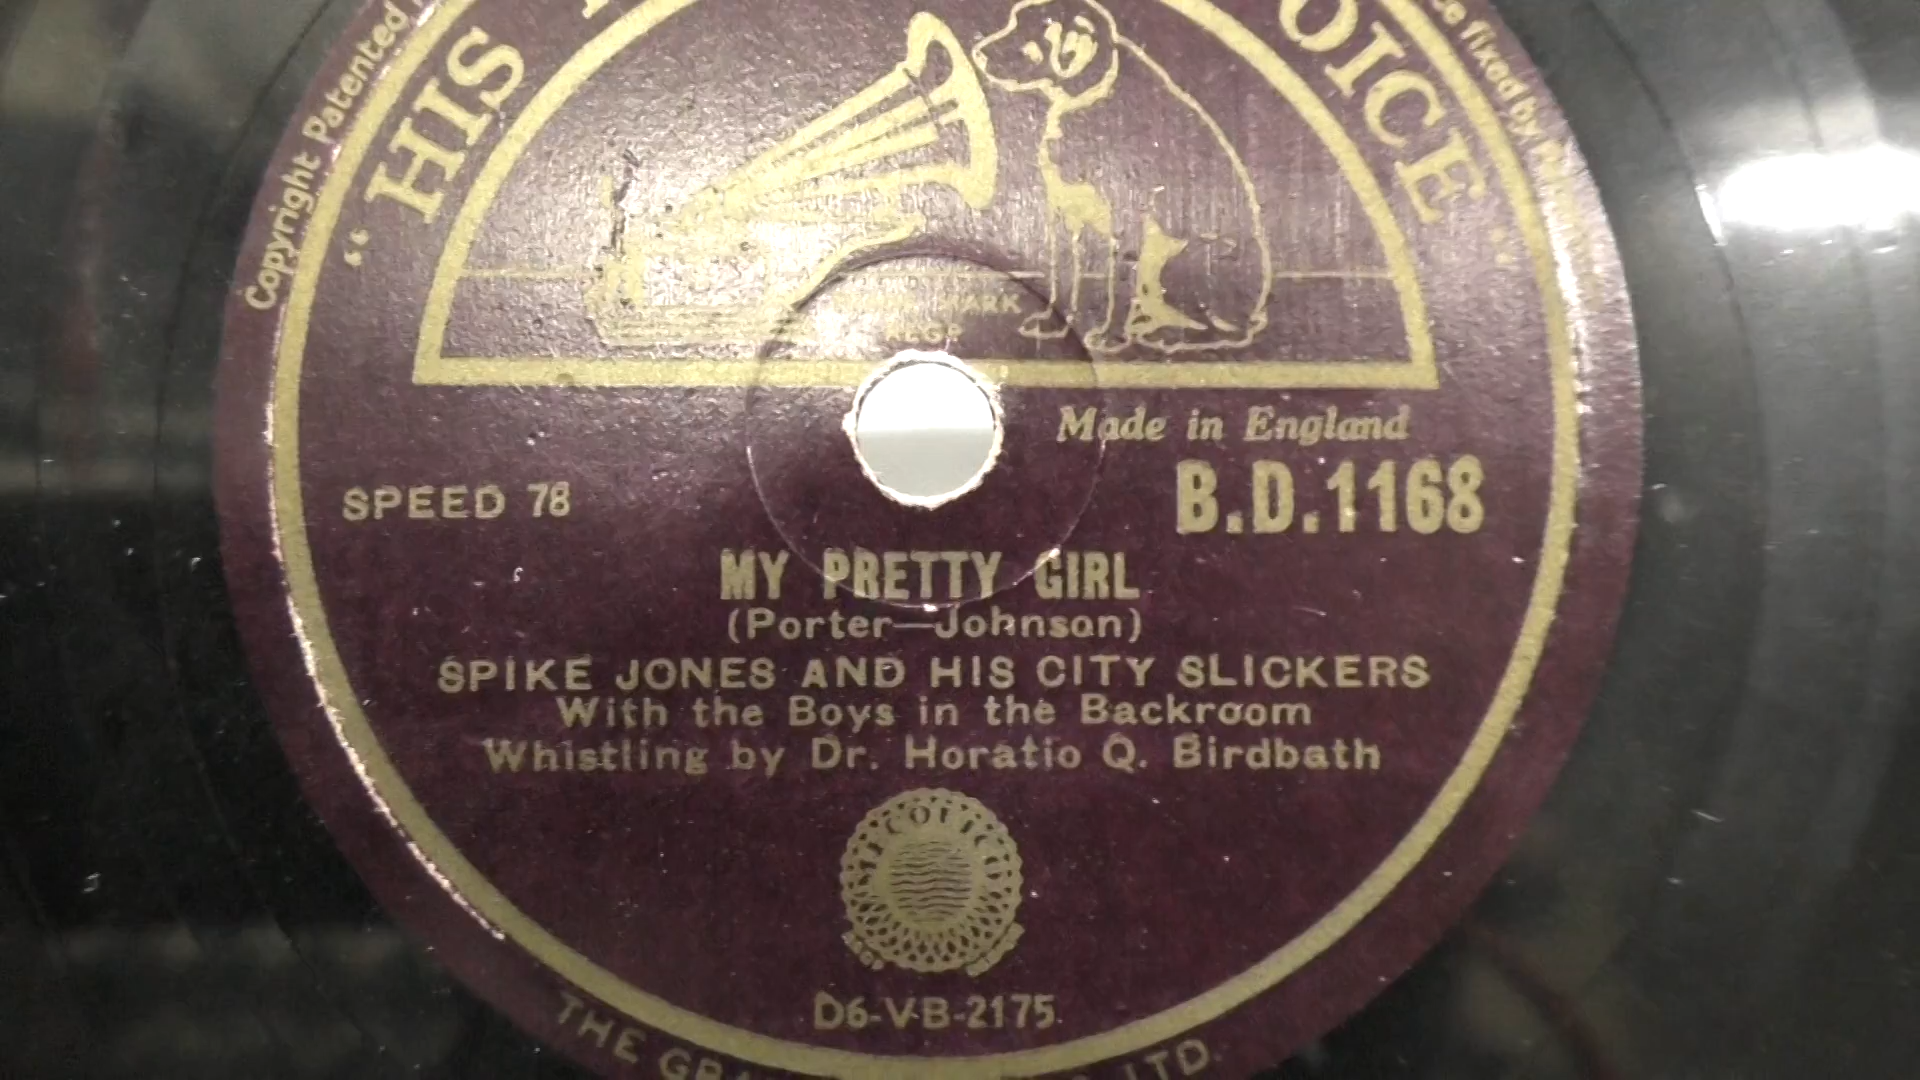 Copyright Patented
"HIS
OICE"
ce fixed by
MARK
Made in England
SPEED 78
B.D.1168
MY PRETTY GIRL
(Porter—Johnson)
SPIKE JONES AND HIS CITY SLICKERS
With the Boys in the Backroom
Whistling by Dr. Horatio Q. Birdbath
D6-VB-2175.
THE GRA
LTD.